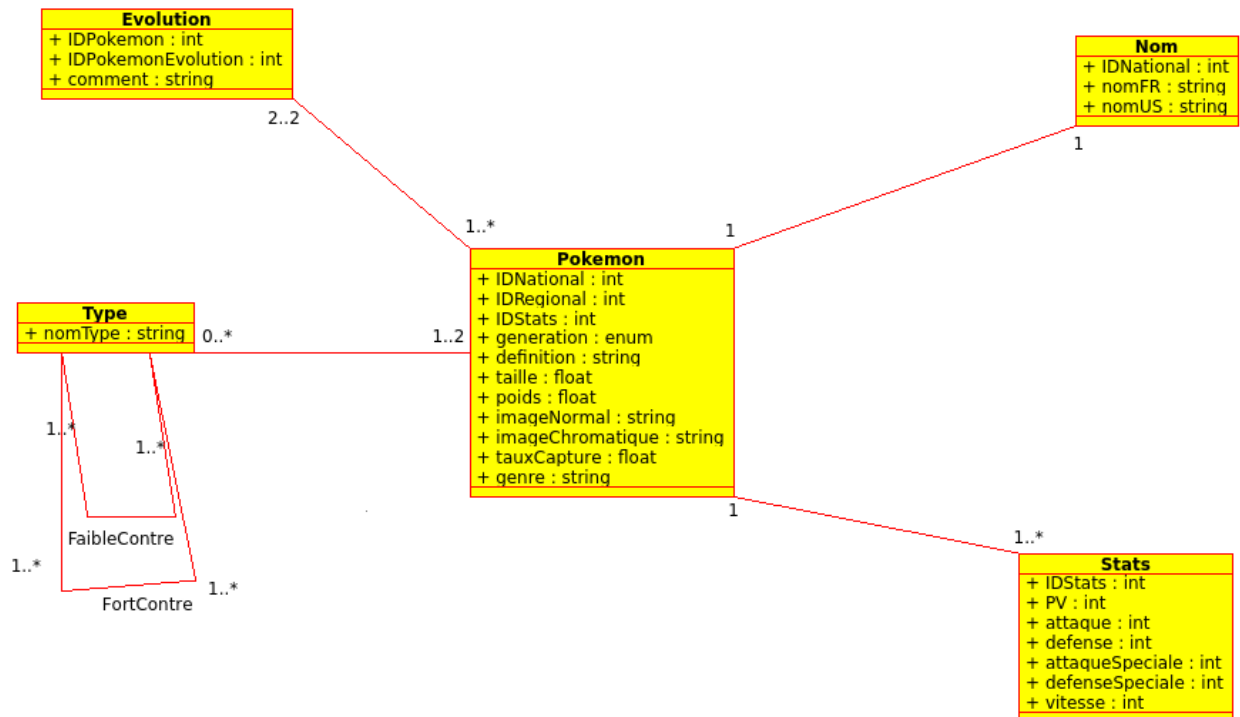 Evolution
+ IDPokemon : int
+ IDPokemonEvolution : int
+ comment : string
2..2
1..*
Nom
+ IDNational : int
+ nomFR : string
+ nomUS : string
1
1
Pokemon
+ IDNational : int
+ IDRegional : int
+ IDStats : int
+ generation : enum
+ definition : string
+ taille : float
+ poids : float
+ imageNormal : string
+ imageChromatique : string
+ tauxCapture : float
+ genre : string
Type
+ nomType : string
0..*
1..2
1..*
1..*
FaibleContre
1..*
1..*
FortContre
1
1..*
Stats
+ IDStats : int
+ PV : int
+ attaque : int
+ defense : int
+ attaqueSpeciale : int
+ defenseSpeciale : int
+ vitesse : int